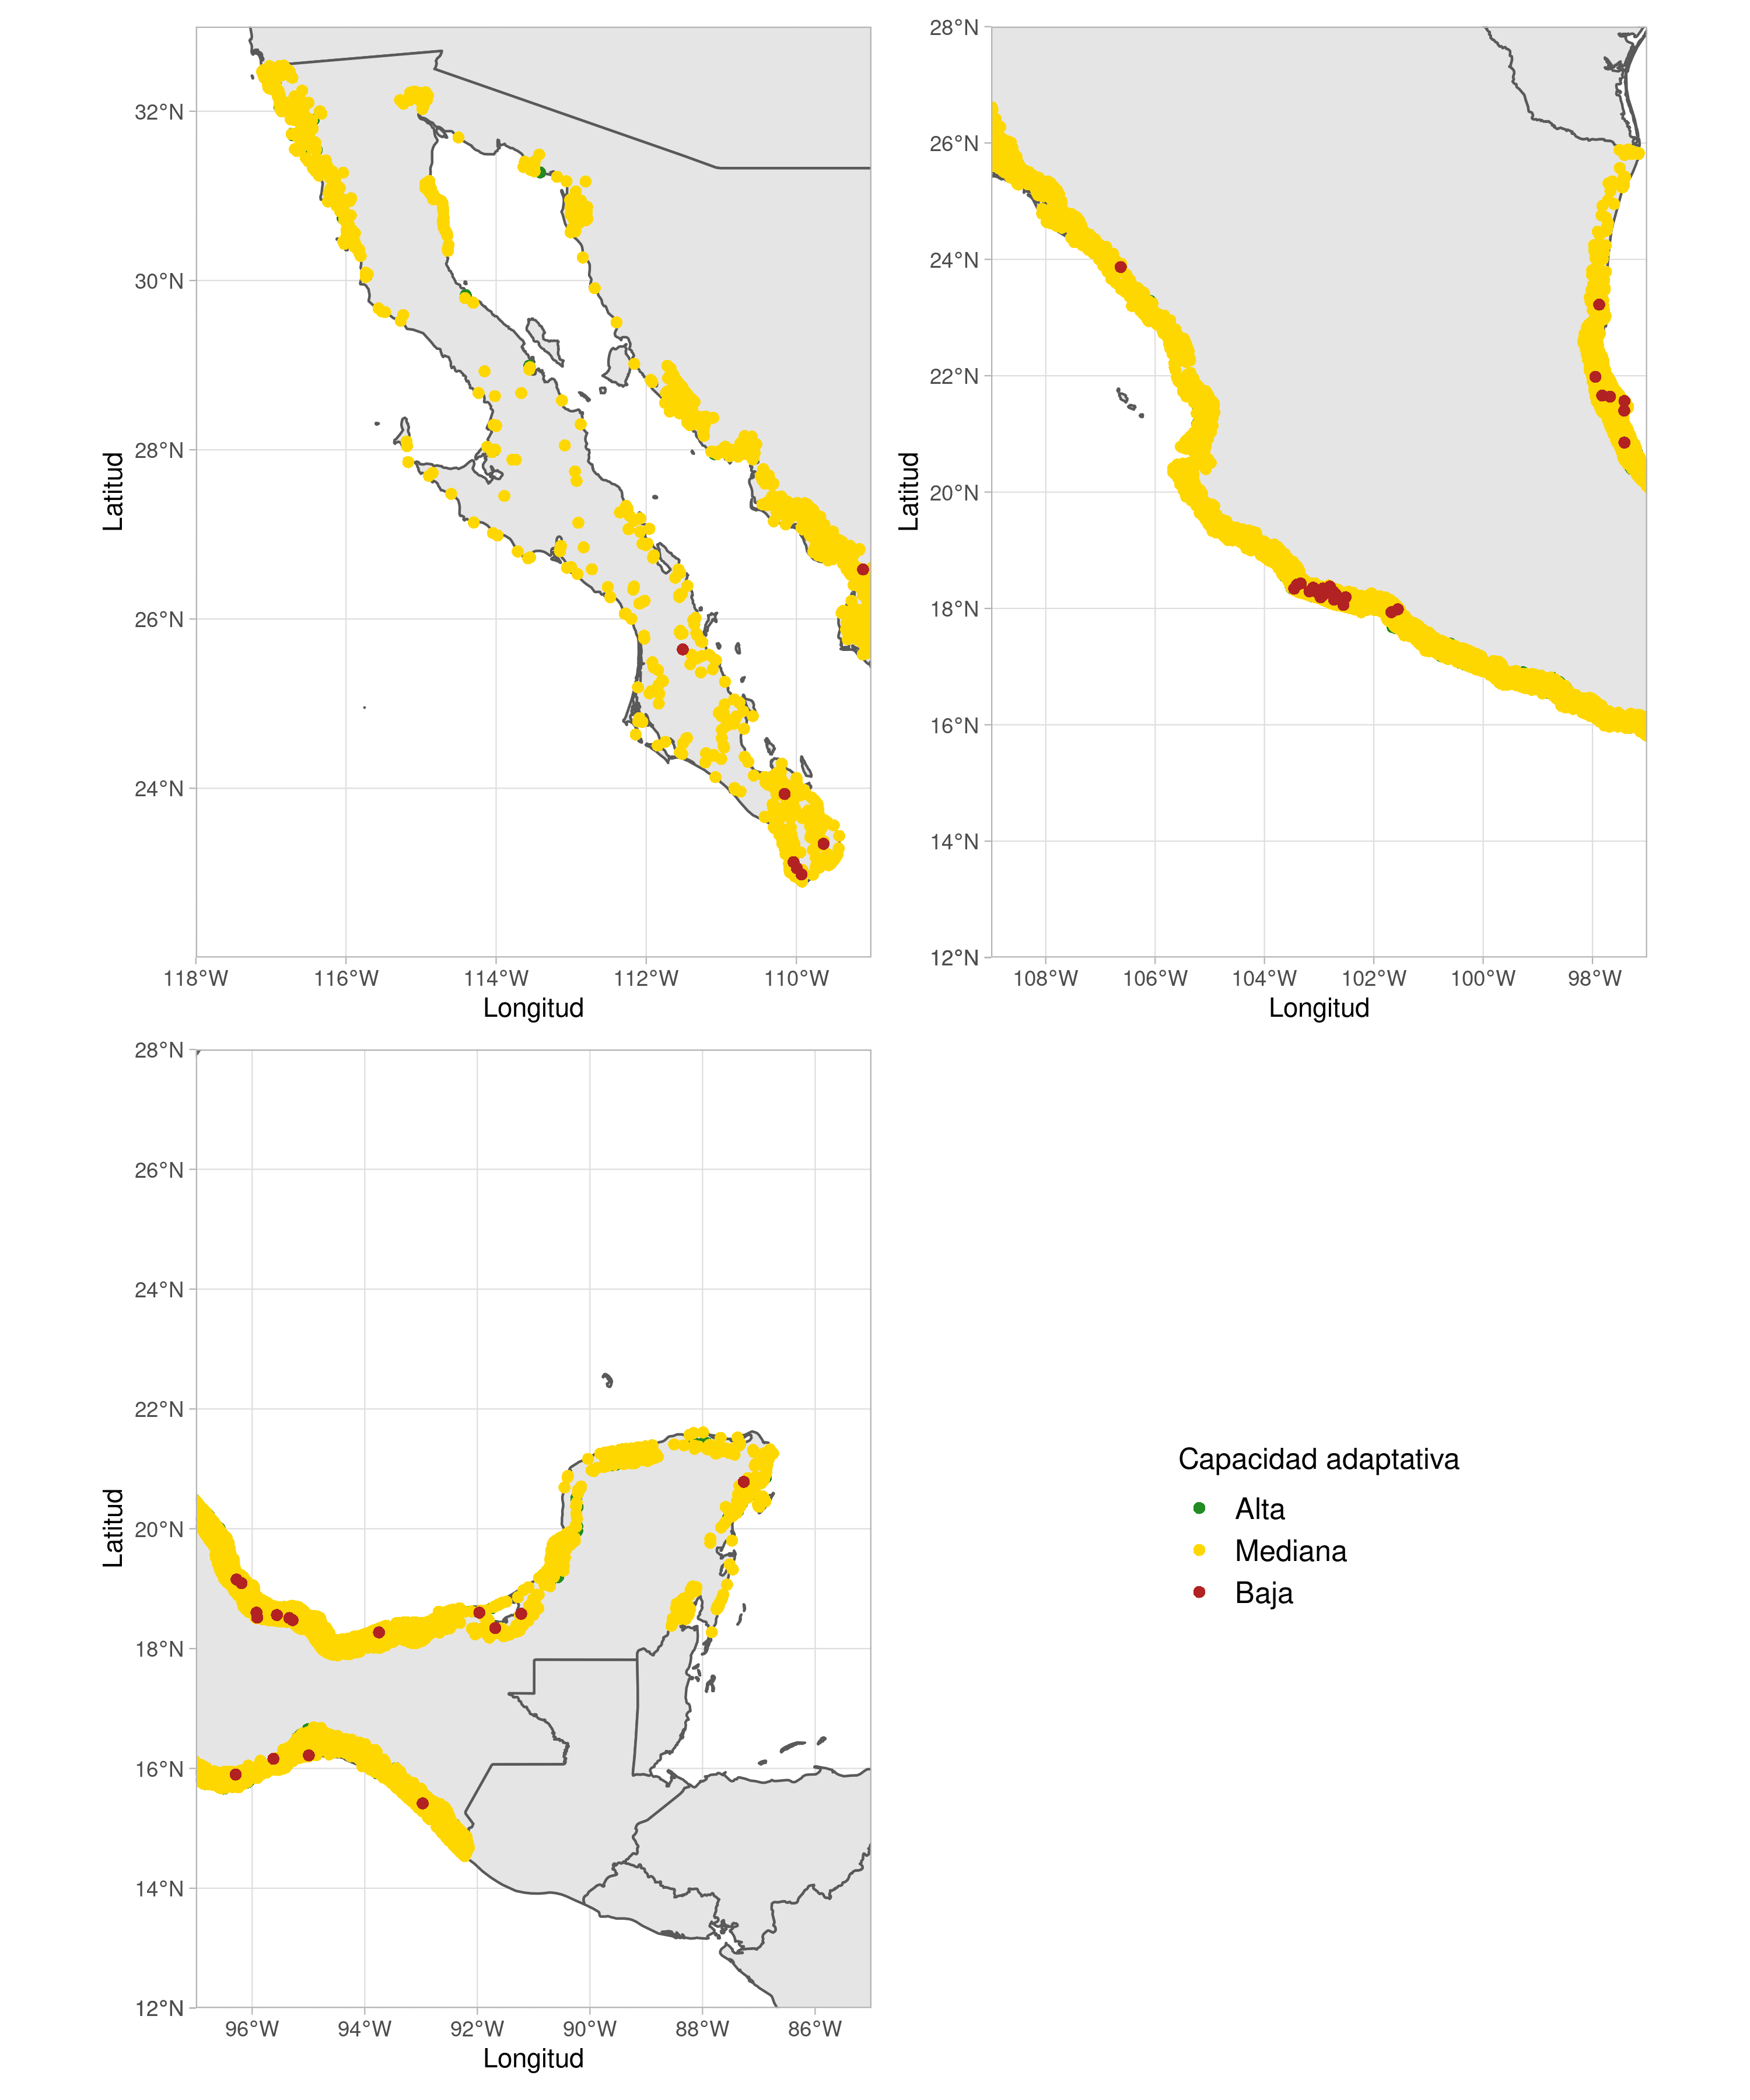 32°N
30°N
28°N
26°N
24°N
118°W 116°W 114°W 112°W 110°W
Longitud
Latitud
28°N
26°N
24°N
22°N
20°N
18°N
16°N
14°N
12°N
108°W 106°W 104°W 102°W 100°W 98°W
Longitud
Latitud
28°N
26°N
24°N
22°N
20°N
18°N
16°N
14°N
12°N
96°W 94°W 92°W 90°W 88°W 86°W
Longitud
Latitud
Capacidad adaptativa
Alta
Mediana
Baja